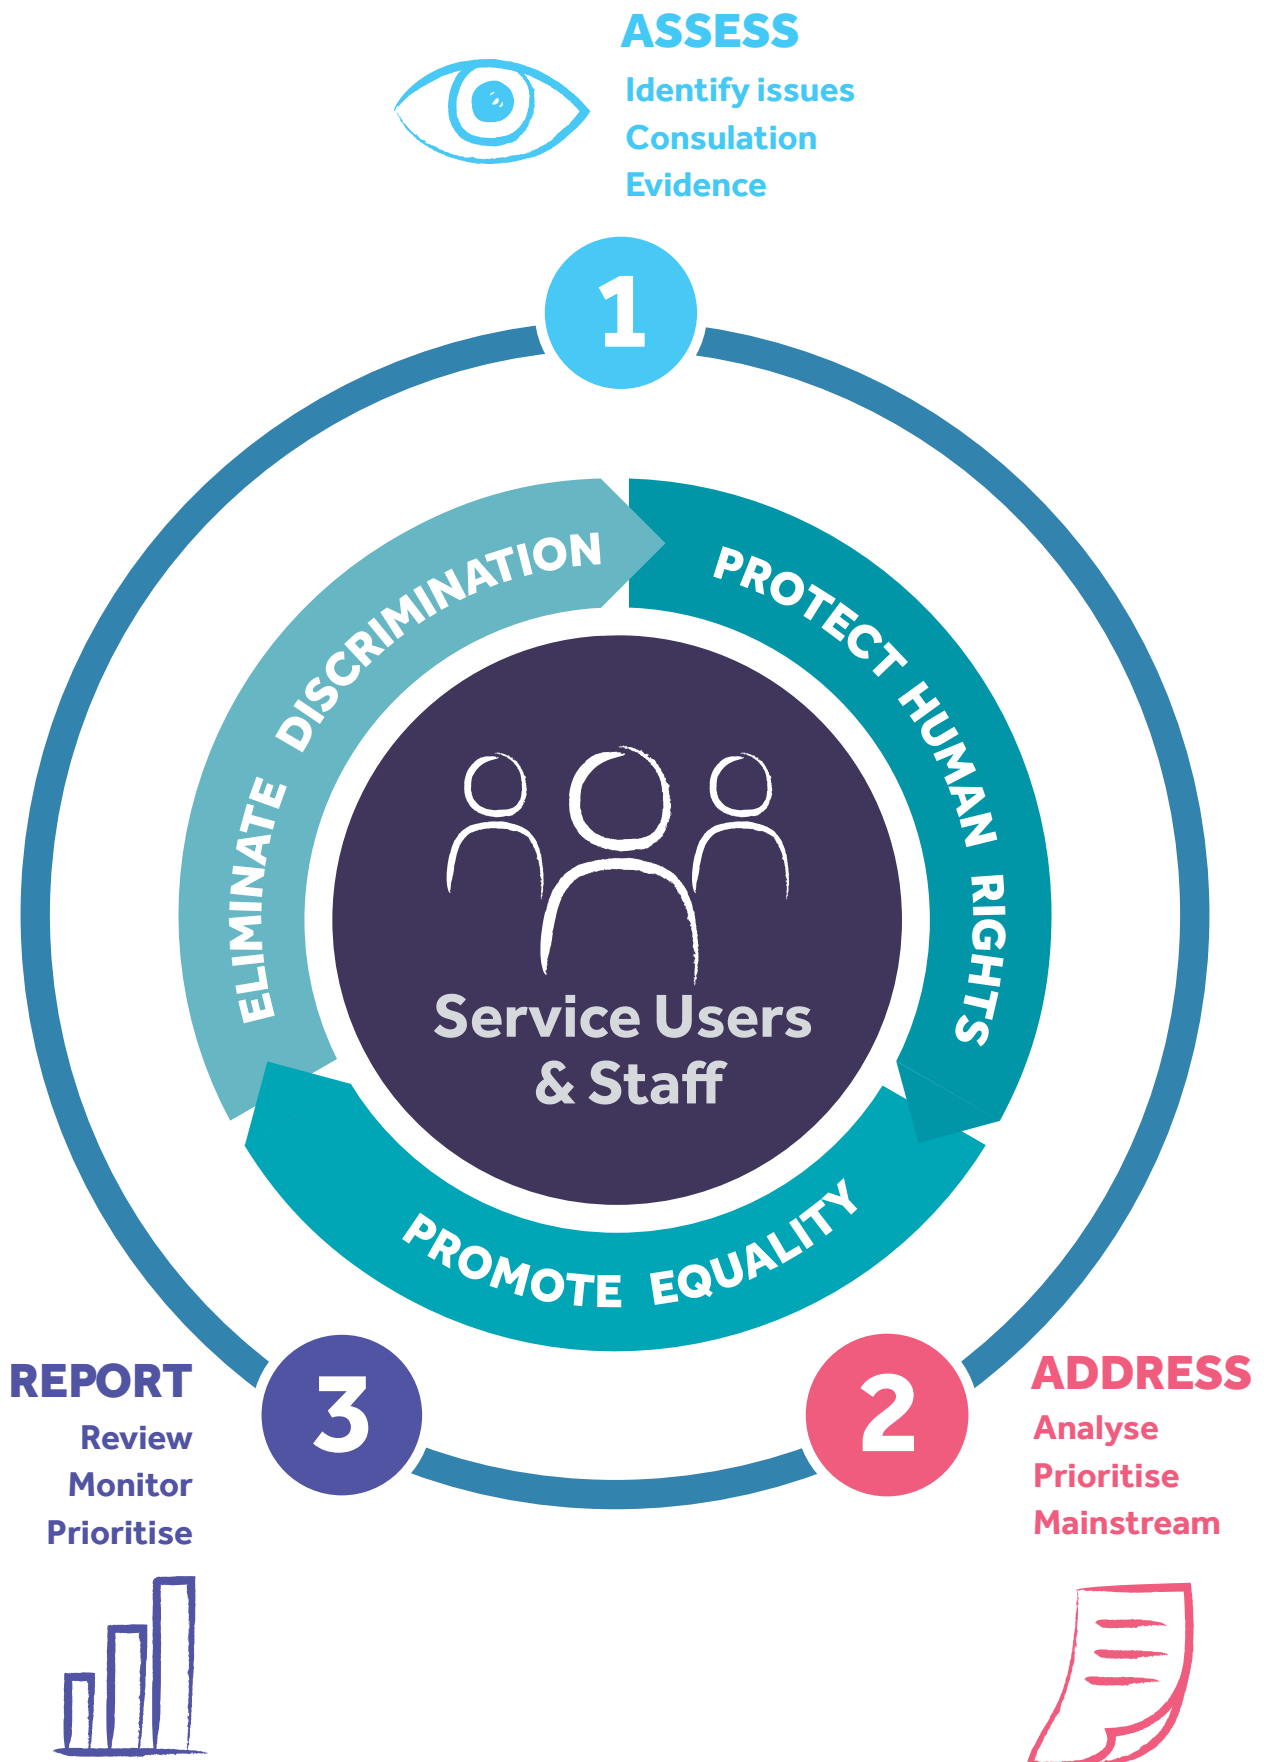 ASSESS
Identify issues
Consulation
Evidence
1
ELIMINATE DISCRIMINATION
PROTECT HUMAN RIGHTS
Service Users
& Staff
PROMOTE EQUALITY
REPORT
Review
Monitor
Prioritise
3
2
ADDRESS
Analyse
Prioritise
Mainstream